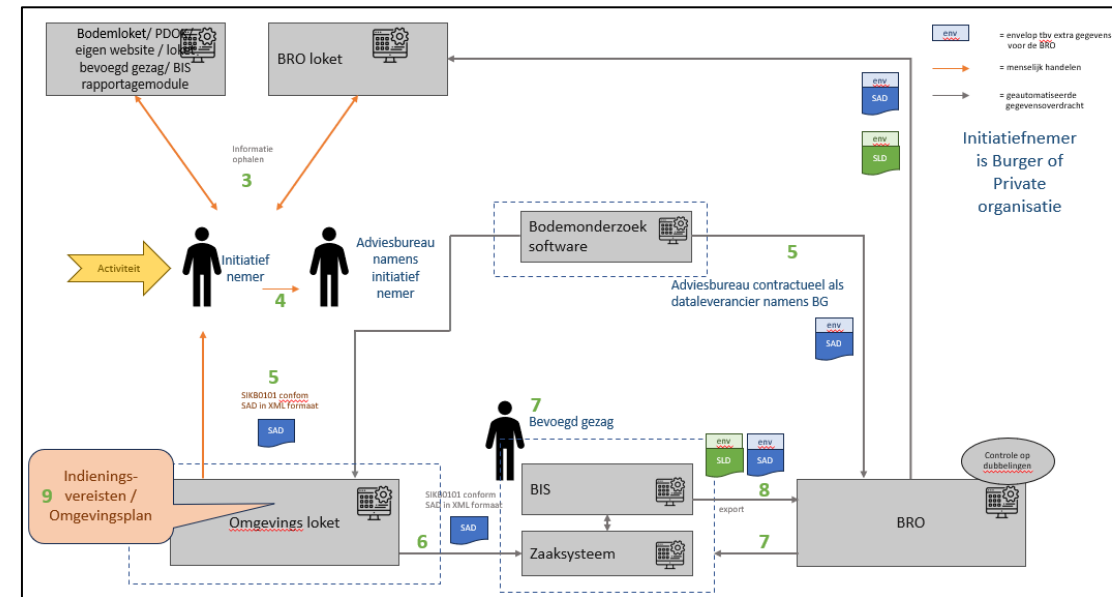 Bodemloket/ PDOK/
eigen website / loket
bevoegd gezag/ BIS
rapportagemodule
BRO loket
env
= envelop tbv extra gegevens
voor de BRO
= menselijk handelen
= geautomatiseerde
gegevensoverdracht
env
SAD
env
SLD
Initiatiefnemer
is Burger of
Private
organisatie
Informatie
ophalen
3
Bodemonderzoek
software
5
Activiteit
Initiatief
nemer
4
Adviesbureau
namens
initiatief
nemer
Adviesbureau contractueel als
dataleverancier namens BG
env
SAD
5
SIKB0101 confom
SAD in XML formaat
SAD
7
Bevoegd gezag
env
SLD
env
SAD
Controle op
dubbelingen
9
Indienings-
vereisten /
Omgevingsplan
Omgevings loket
SIKB0101 conform
SAD in XML formaat
SAD
6
BIS
Zaaksysteem
8
export
7
BRO